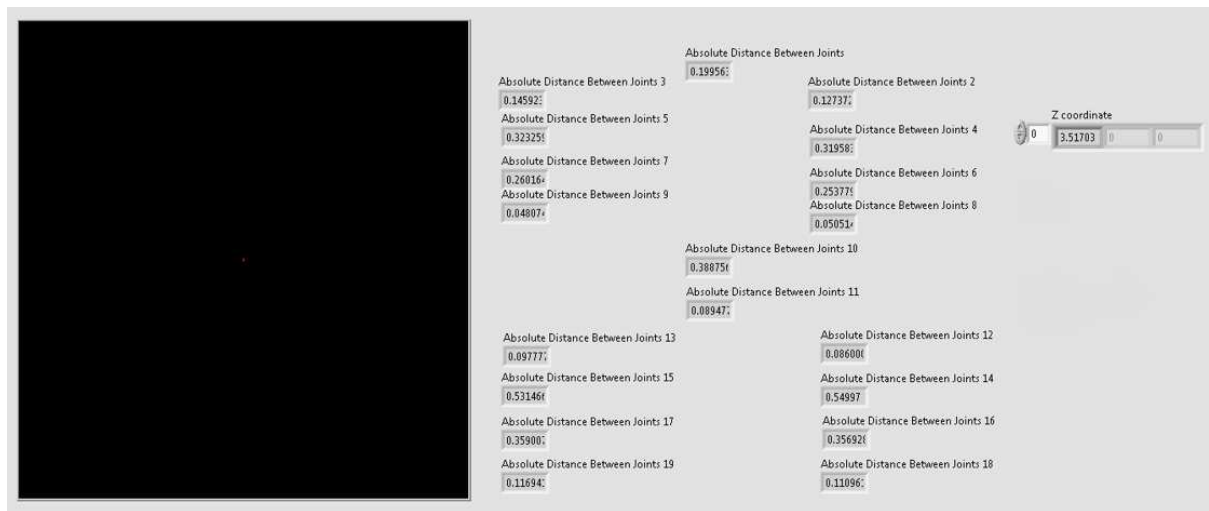 Absolute Distance Between Joints
0.19956
Absolute Distance Between Joints 3
0.14592
Absolute Distance Between Joints 2
0.12737
Absolute Distance Between Joints 5
0.32325
Absolute Distance Between Joints 4
0.31958
Z coordinate
0 3.51703 0 0
Absolute Distance Between Joints 7
0.26016
Absolute Distance Between Joints 6
0.25377
Absolute Distance Between Joints 9
0.04807
Absolute Distance Between Joints 8
0.05051
Absolute Distance Between Joints 10
0.38875
Absolute Distance Between Joints 11
0.08947
Absolute Distance Between Joints 13
0.09777
Absolute Distance Between Joints 12
0.08600
Absolute Distance Between Joints 15
0.53146
Absolute Distance Between Joints 14
0.54997
Absolute Distance Between Joints 17
0.35900
Absolute Distance Between Joints 16
0.35692
Absolute Distance Between Joints 19
0.11694
Absolute Distance Between Joints 18
0.11096